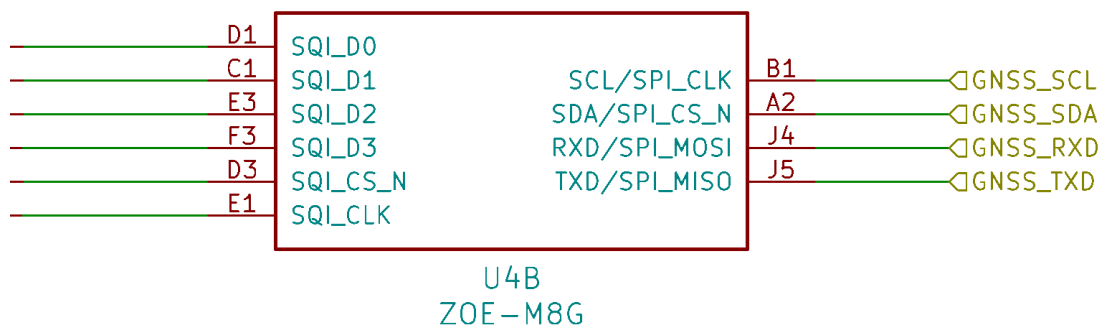 D1 SQI_D0
C1 SQI_D1 SCL/SPI_CLK B1 GNSS_SCL
E3 SQI_D2 SDA/SPI_CS_N A2 GNSS_SDA
F3 SQI_D3 RXD/SPI_MOSI J4 GNSS_RXD
D3 SQI_CS_N TXD/SPI_MISO J5 GNSS_TXD
E1 SQI_CLK
U4B
ZOE-M8G